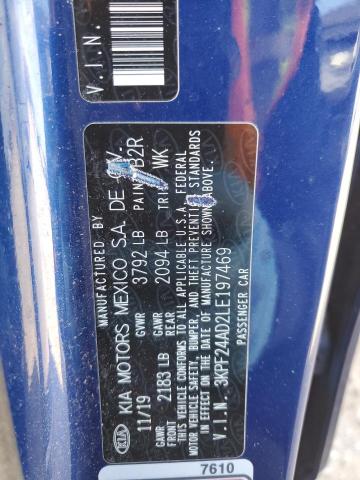 V.I.N.
MANUFACTURED BY
KIA KIA MOTORS MEXICO S.A. DE
11/19 GVWR 3792 LB PAINT B2R
GAWR FRONT 2183 LB GAWR REAR 2094 LB TRIM WK
THIS VEHICLE CONFORMS TO ALL APPLICABLE U.S.A. FEDERAL
MOTOR VEHICLE SAFETY, BUMPER, AND THEFT PREVENTION STANDARDS
IN EFFECT ON THE DATE OF MANUFACTURE SHOWN ABOVE.
V.I.N. 3KPF24AD2LE197469
PASSENGER CAR
7610